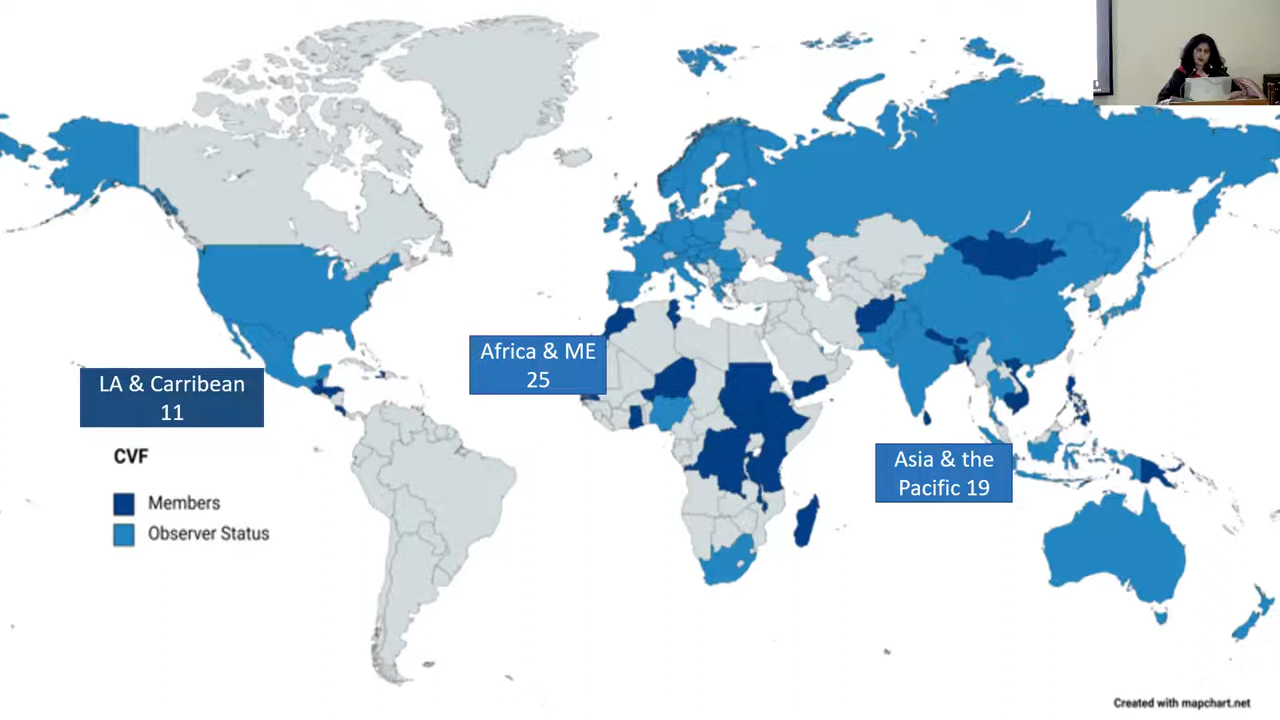 Africa & ME
25
LA & Carribean
11
CVF
Members
Observer Status
Asia & the
Pacific 19
Created with mapchart.net